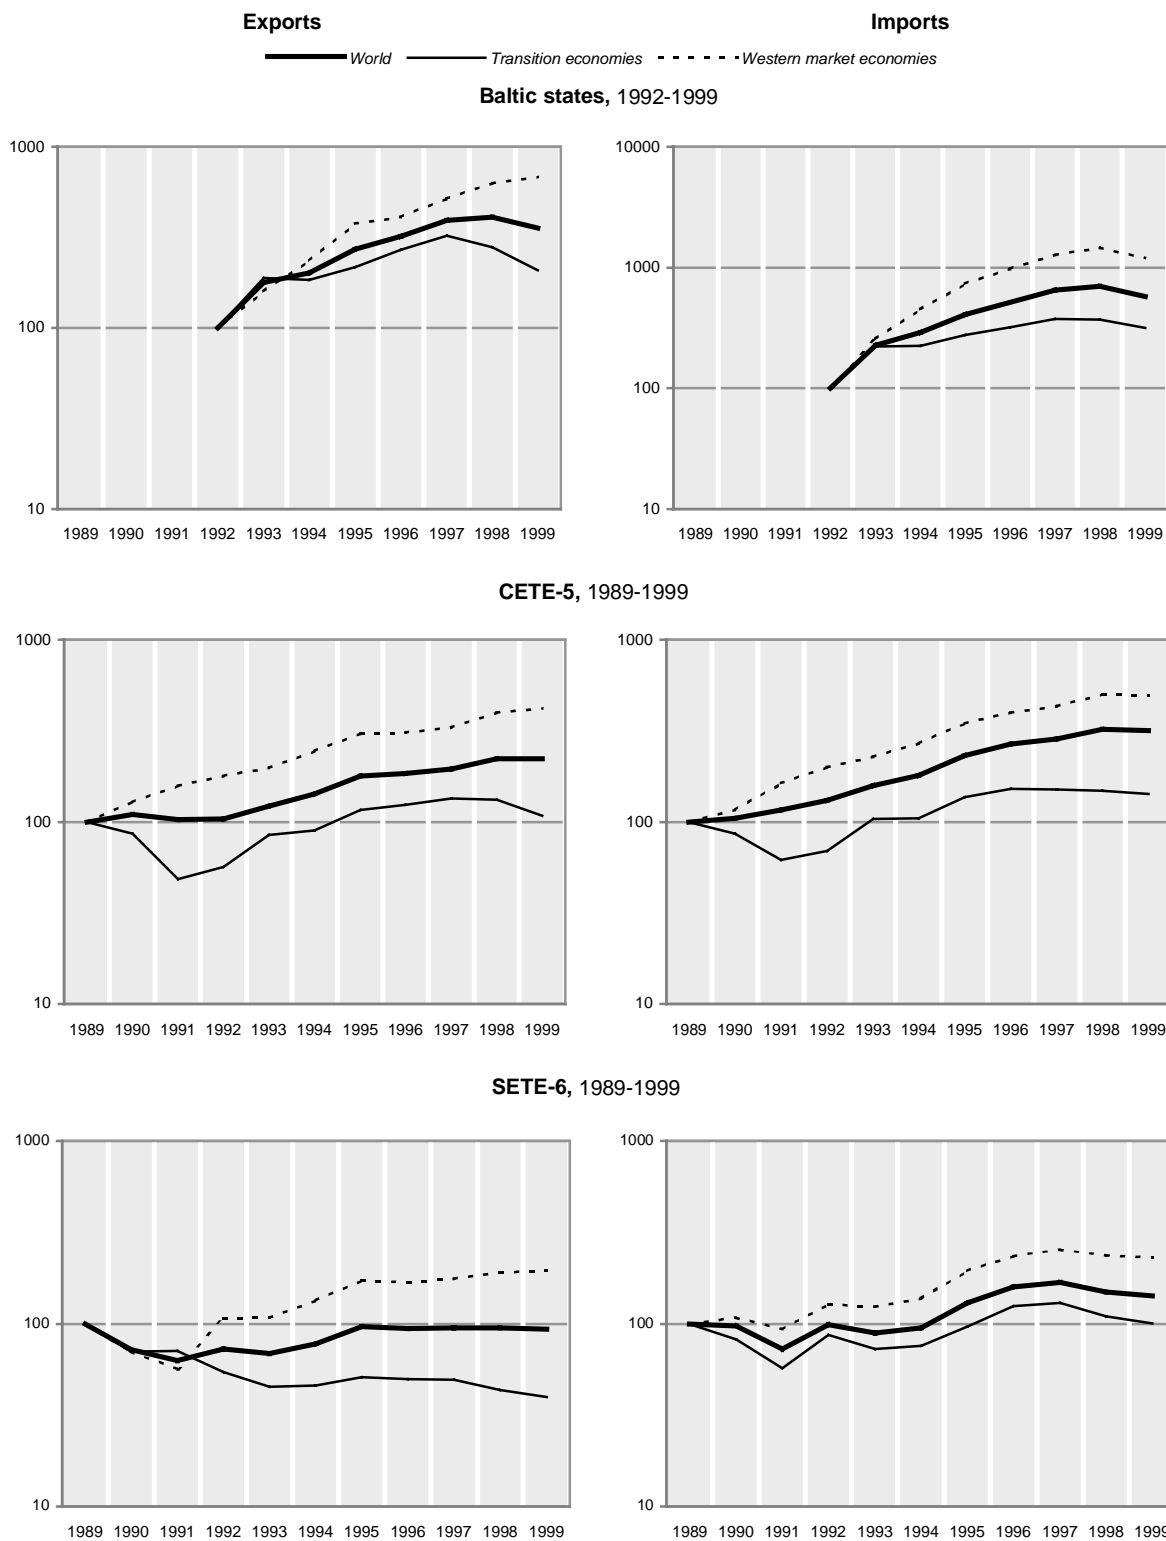 Exports Imports
World Transition economies Western market economies
Baltic states, 1992-1999
1000 10000
1000
100 100
10 10
1989 1990 1991 1992 1993 1994 1995 1996 1997 1998 1999 1989 1990 1991 1992 1993 1994 1995 1996 1997 1998 1999
CETE-5, 1989-1999
1000 1000
100 100
10 10
1989 1990 1991 1992 1993 1994 1995 1996 1997 1998 1999 1989 1990 1991 1992 1993 1994 1995 1996 1997 1998 1999
SETE-6, 1989-1999
1000 1000
100 100
10 10
1989 1990 1991 1992 1993 1994 1995 1996 1997 1998 1999 1989 1990 1991 1992 1993 1994 1995 1996 1997 1998 1999